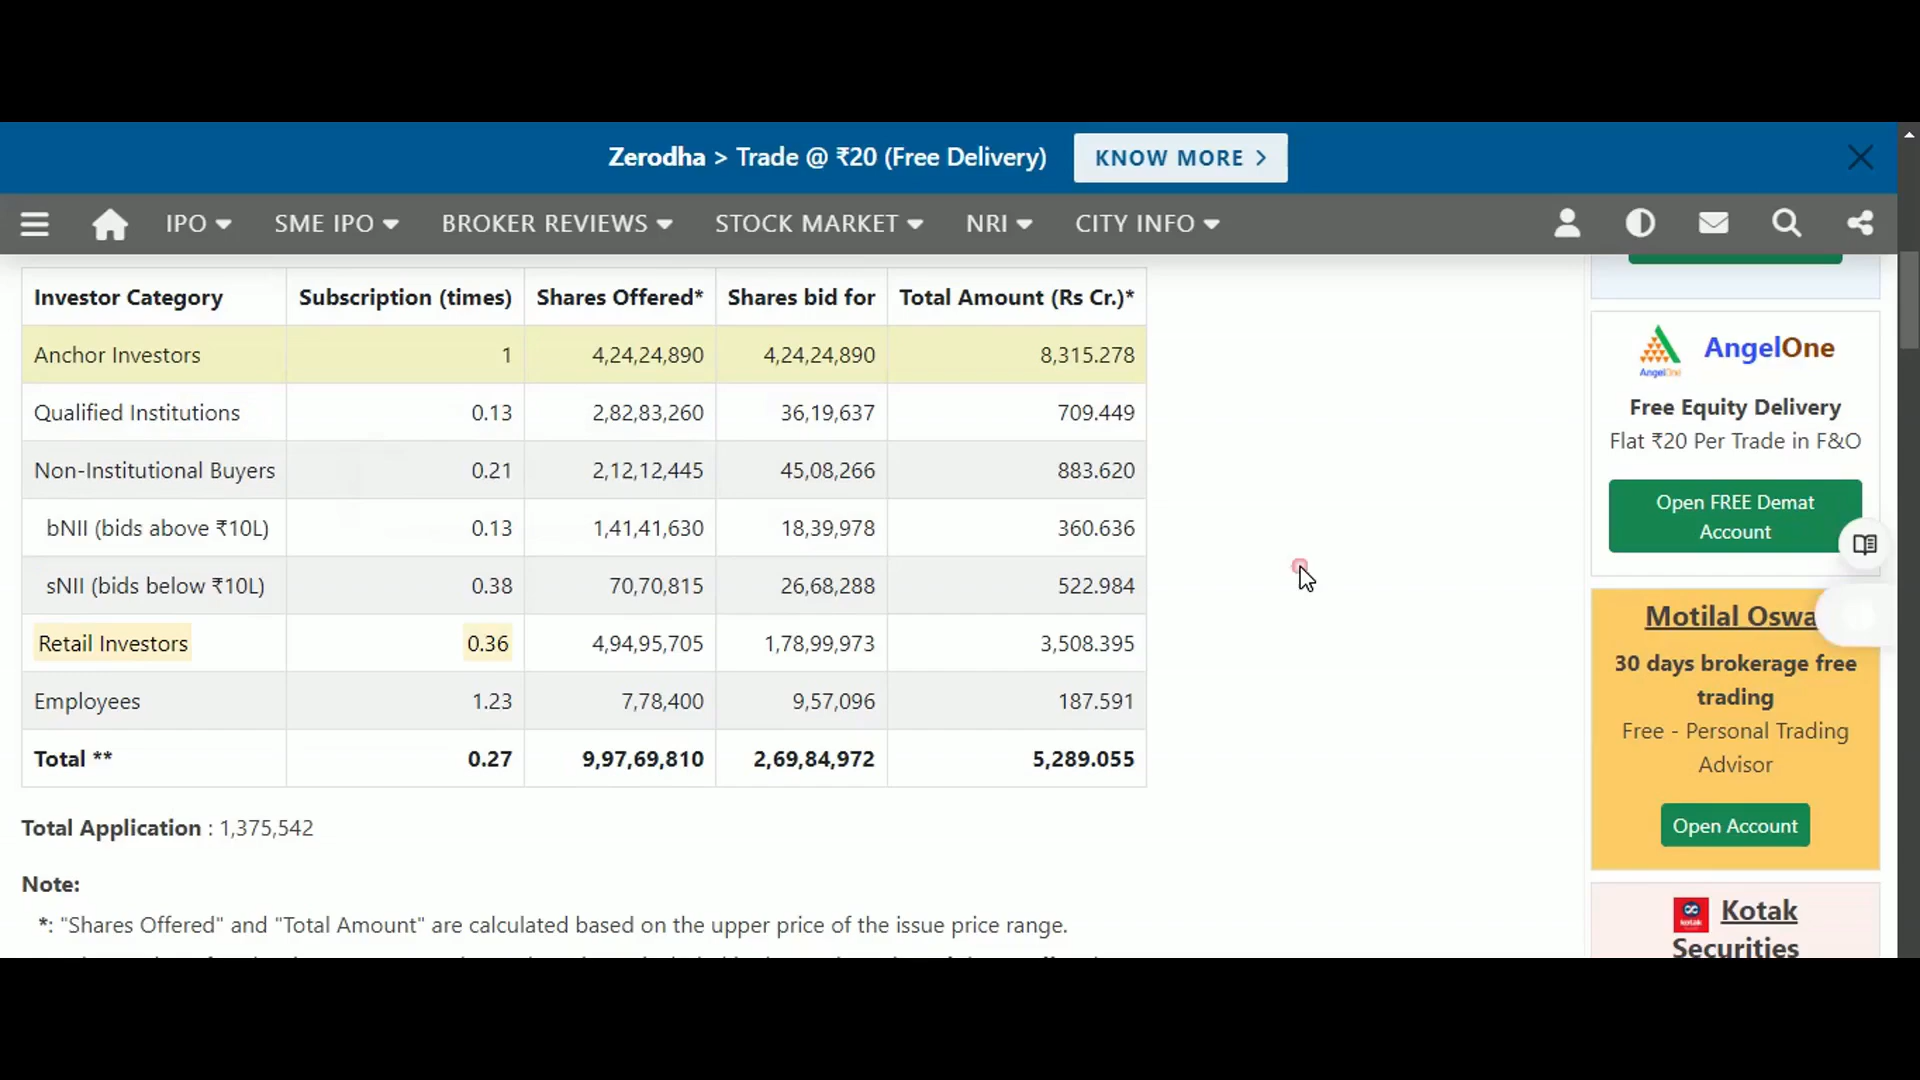 Zerodha > Trade @ ₹20 (Free Delivery) KNOW MORE >
IPO SME IPO BROKER REVIEWS STOCK MARKET NRI CITY INFO
Investor Category Subscription (times) Shares Offered* Shares bid for Total Amount (Rs Cr.)*
Anchor Investors 1 4,24,24,890 4,24,24,890 8,315.278
Qualified Institutions 0.13 2,82,83,260 36,19,637 709.449
Non-Institutional Buyers 0.21 2,12,12,445 45,08,266 883.620
bNII (bids above ₹10L) 0.13 1,41,41,630 18,39,978 360.636
sNII (bids below ₹10L) 0.38 70,70,815 26,68,288 522.984
Retail Investors 0.36 4,94,95,705 1,78,99,973 3,508.395
Employees 1.23 7,78,400 9,57,096 187.591
Total ** 0.27 9,97,69,810 2,69,84,972 5,289.055
Total Application : 1,375,542
Note:
*: "Shares Offered" and "Total Amount" are calculated based on the upper price of the issue price range.
AngelOne
AngelOne
Free Equity Delivery
Flat ₹20 Per Trade in F&O
Open FREE Demat
Account
Motilal Oswa
30 days brokerage free
trading
Free - Personal Trading
Advisor
Open Account
kotak
Kotak
Securities